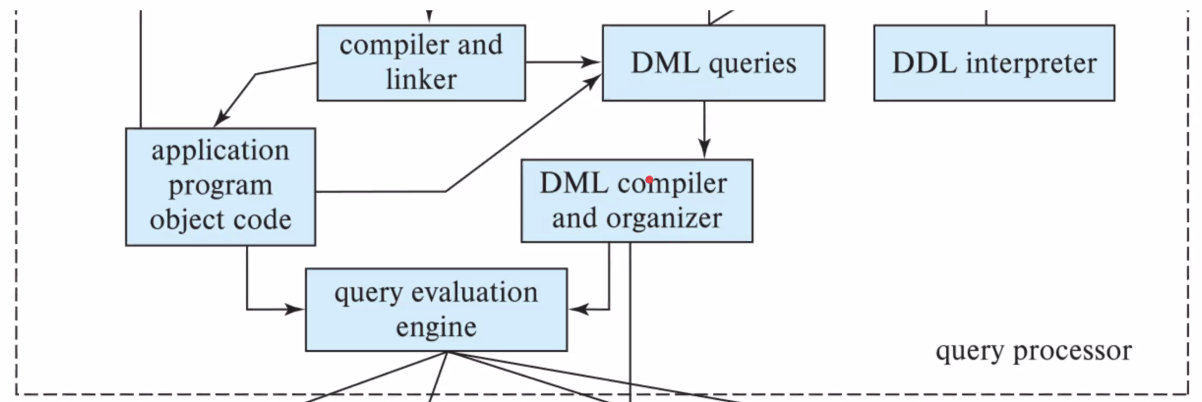 compiler and
linker
DML queries
DDL interpreter
application
program
object code
DML compiler
and organizer
query evaluation
engine
query processor